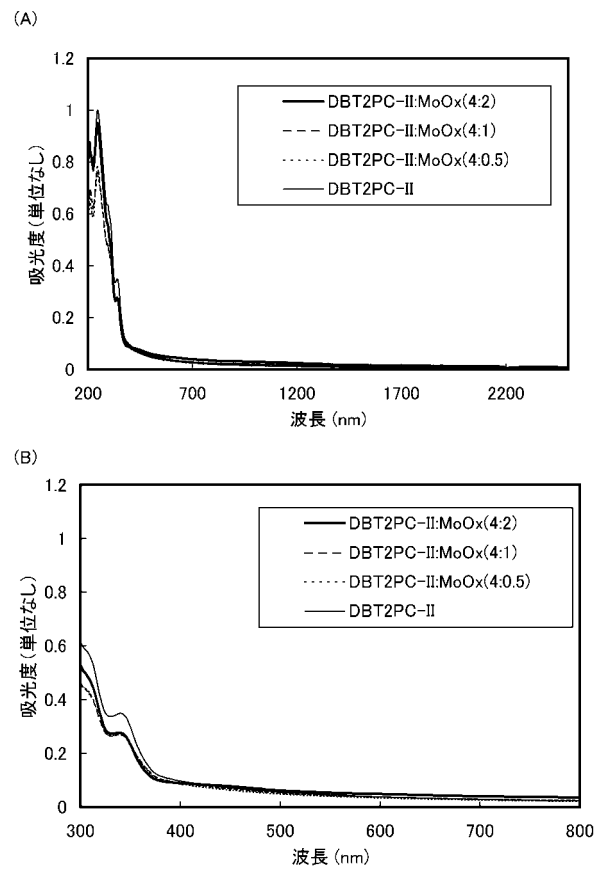 (A)
1.2
1
0.8
0.6
0.4
0.2
0
吸光度(単位なし)
DBT2PC-II:MoOx(4:2)
DBT2PC-II:MoOx(4:1)
DBT2PC-II:MoOx(4:0.5)
DBT2PC-II
200 700 1200 1700 2200
波長 (nm)
(B)
1.2
1
0.8
0.6
0.4
0.2
0
吸光度(単位なし)
DBT2PC-II:MoOx(4:2)
DBT2PC-II:MoOx(4:1)
DBT2PC-II:MoOx(4:0.5)
DBT2PC-II
300 400 500 600 700 800
波長 (nm)